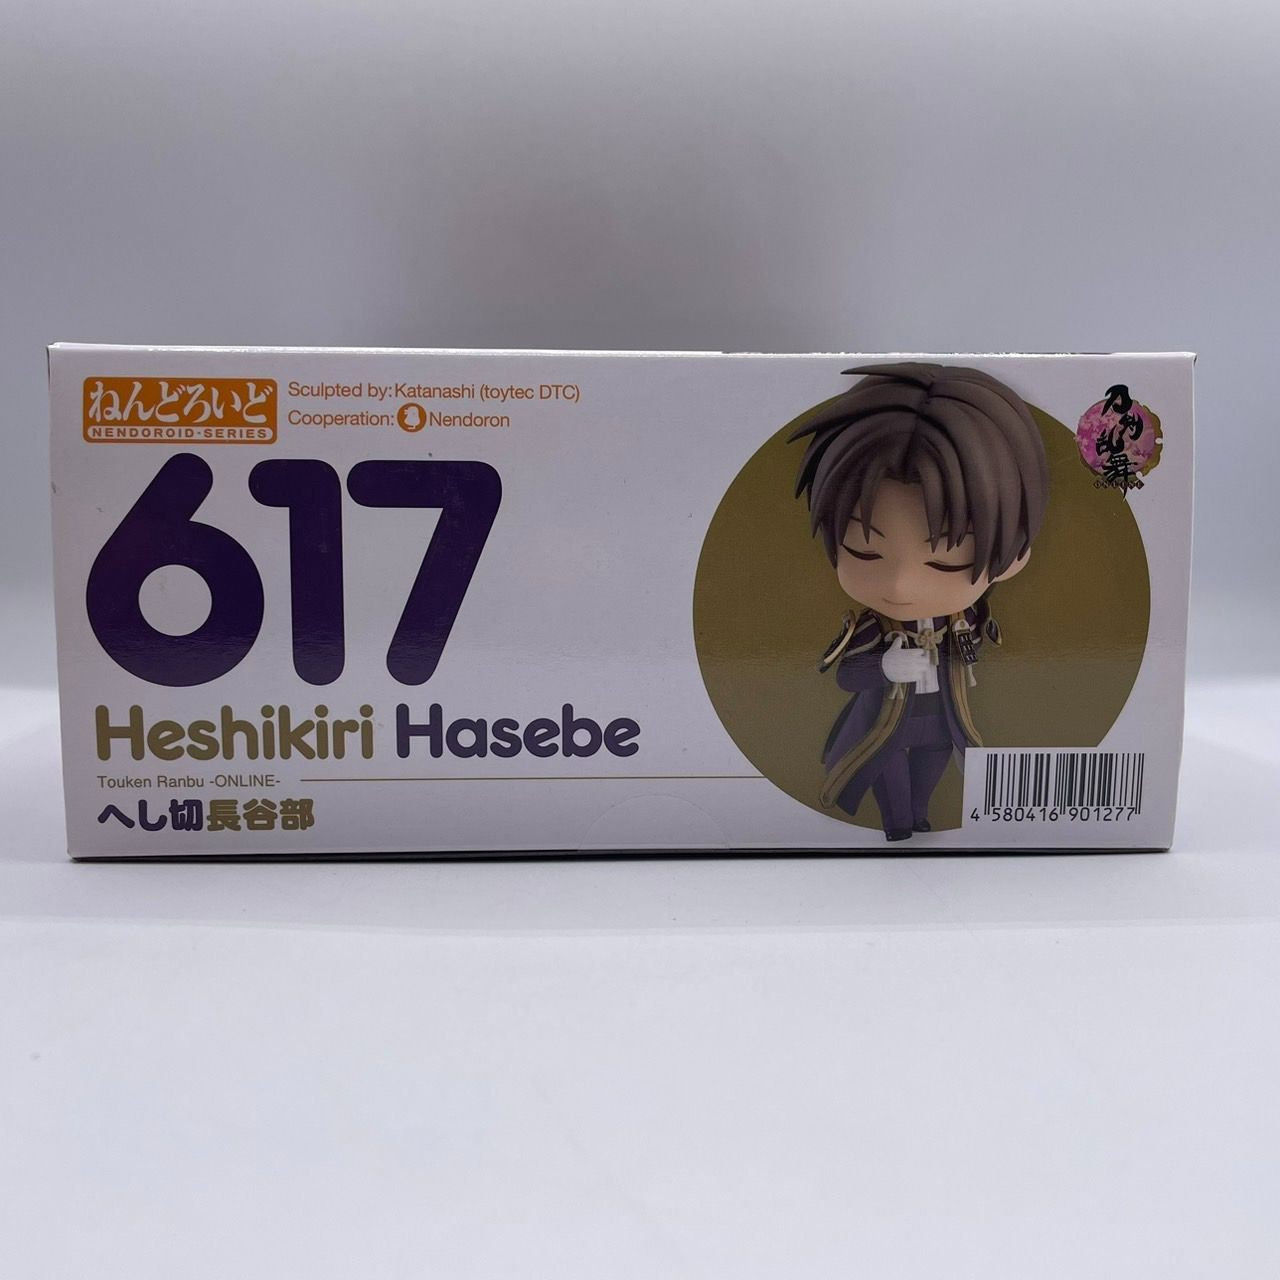 ねんどろいど
NENDOROID·SERIES
Sculpted by: Katanashi (toytec DTC)
Cooperation: Nendoron
617
Heshikiri Hasebe
Touken Ranbu -ONLINE-
へし切長谷部
刀剣乱舞
ONLINE
4 580416 901277